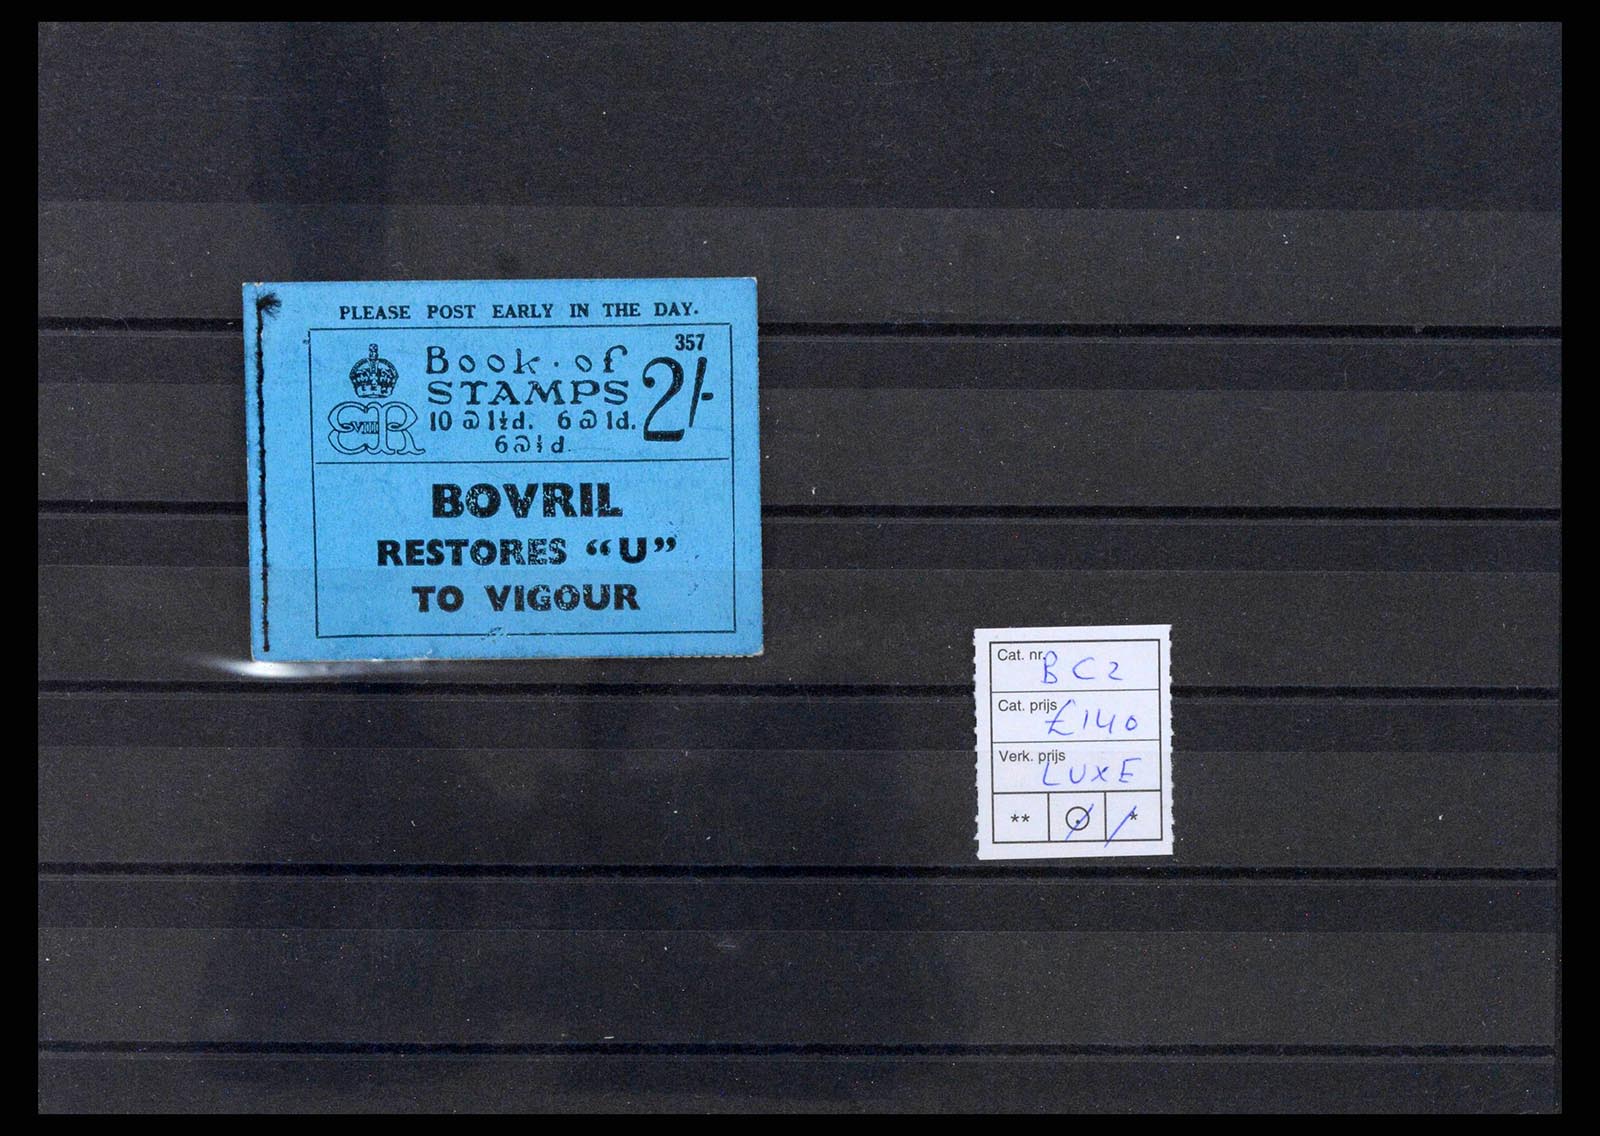 PLEASE POST EARLY IN THE DAY.
357
Book · of
STAMPS
2/-
10 @ 1½d. 6 @ 1d.
6 @ ½d
E VIII R
BOVRIL
RESTORES “U”
TO VIGOUR
Cat. nr. BC2
Cat. prijs £140
Verk. prijs LUXE
** *